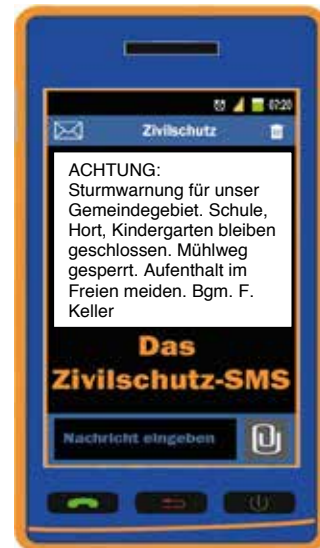 07:20
Zivilschutz
ACHTUNG:
Sturmwarnung für unser
Gemeindegebiet. Schule,
Hort, Kindergarten bleiben
geschlossen. Mühlweg
gesperrt. Aufenthalt im
Freien meiden. Bgm. F.
Keller
Das
Zivilschutz-SMS
Nachricht eingeben